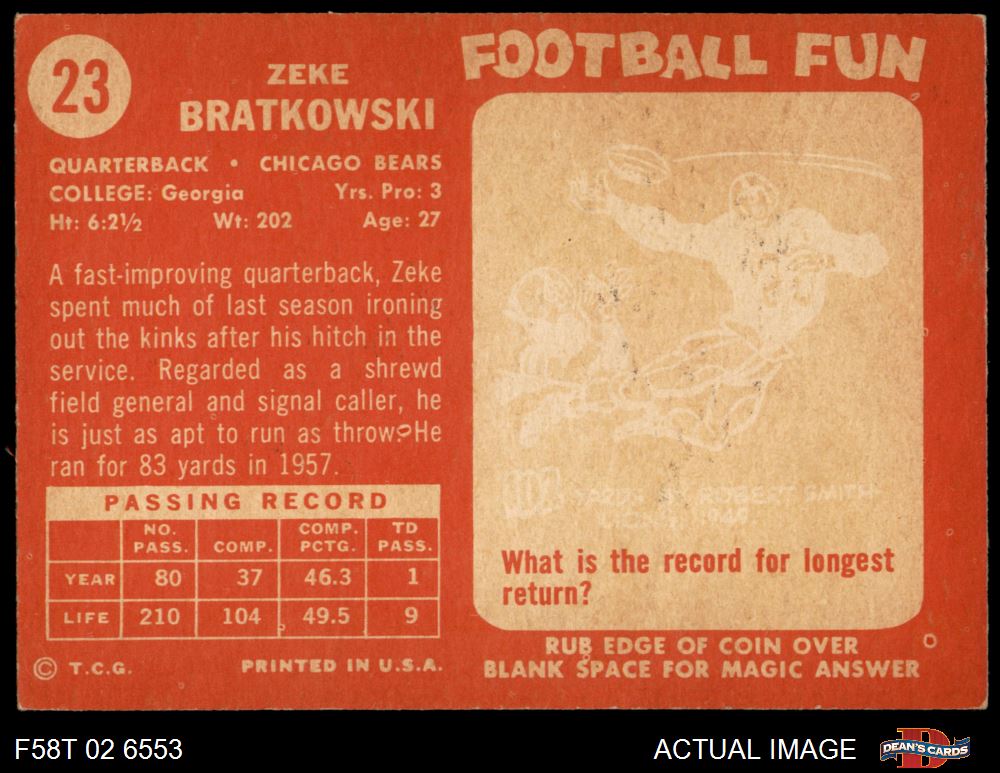 23
ZEKE
BRATKOWSKI
QUARTERBACK • CHICAGO BEARS
COLLEGE: Georgia Yrs. Pro: 3
Ht: 6:2½ Wt: 202 Age: 27
A fast-improving quarterback, Zeke
spent much of last season ironing
out the kinks after his hitch in the
service. Regarded as a shrewd
field general and signal caller, he
is just as apt to run as throw. He
ran for 83 yards in 1957.
PASSING RECORD
NO. PASS. COMP. COMP. PCTG. TD PASS.
YEAR 80 37 46.3 1
LIFE 210 104 49.5 9
© T.C.G. PRINTED IN U.S.A.
FOOTBALL FUN
BY ROBERT SMITH
What is the record for longest
return?
RUB EDGE OF COIN OVER
BLANK SPACE FOR MAGIC ANSWER
F58T 02 6553
ACTUAL IMAGE
DEAN'S CARDS